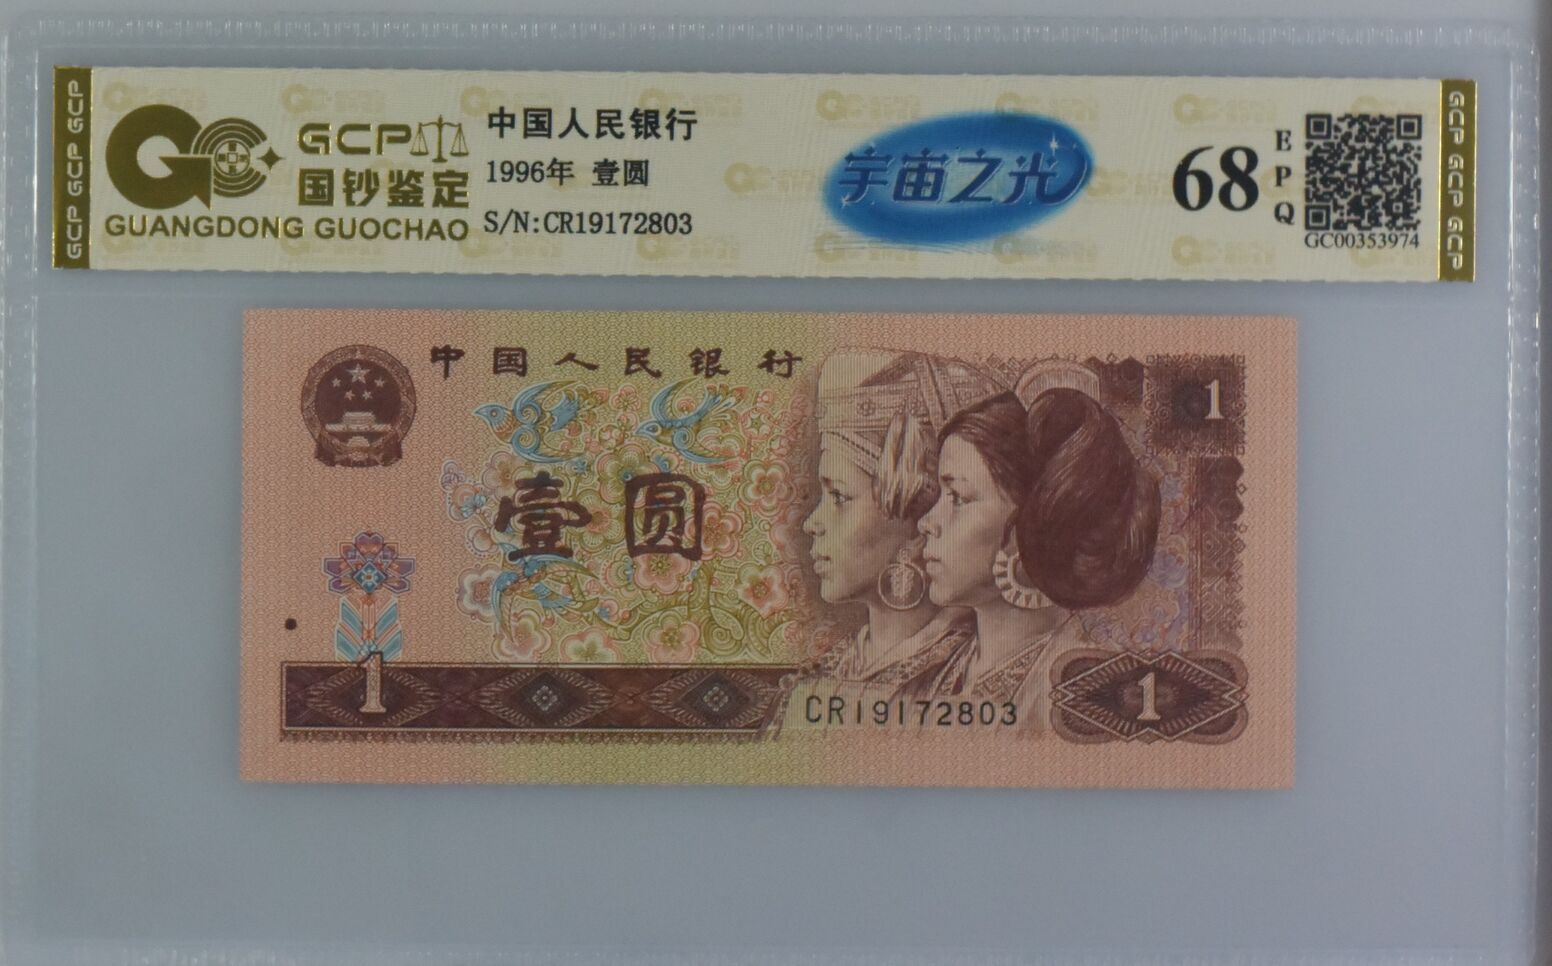 GCP GCP GCP
GCP
国钞鉴定
GUANGDONG GUOCHAO
中国人民银行
1996年 壹圆
S/N:CR19172803
宇宙之光
68
EPQ
GC00353974
GCP GCP GCP GCP
中国人民银行
1
壹圆
1
CR19172803
1